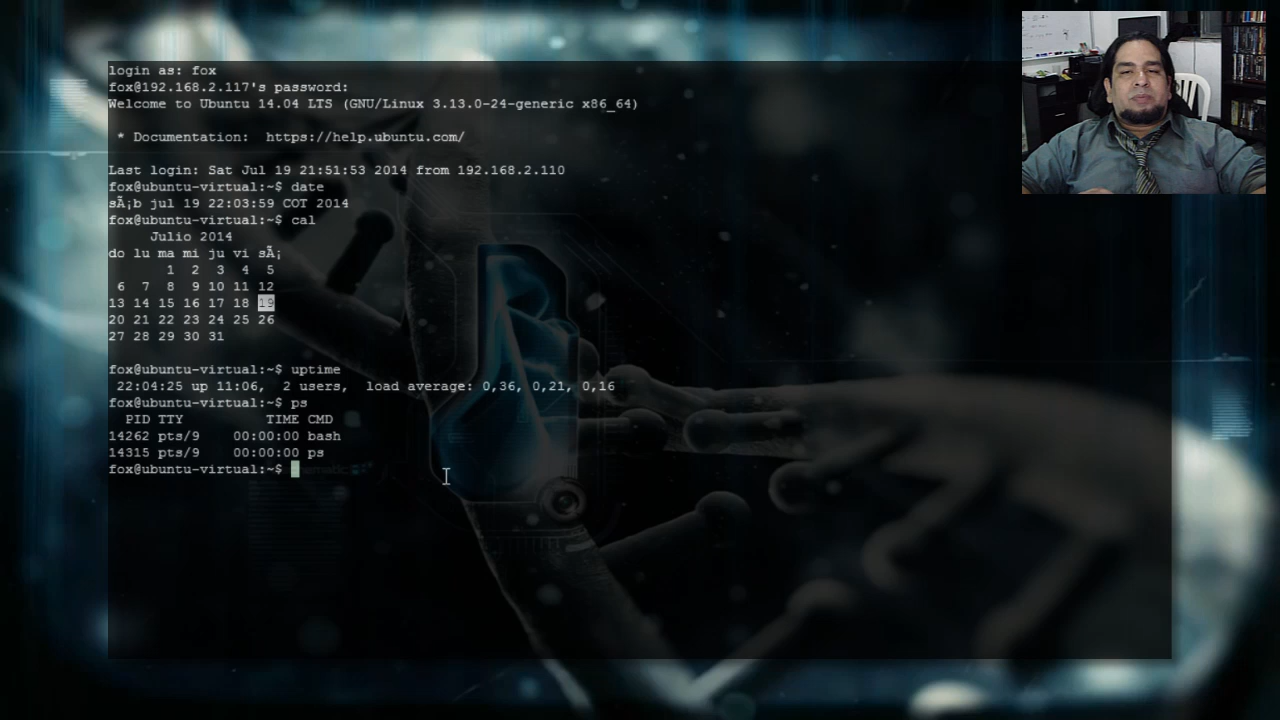 login as: fox
fox@192.168.2.117's password:
Welcome to Ubuntu 14.04 LTS (GNU/Linux 3.13.0-24-generic x86_64)
* Documentation:  https://help.ubuntu.com/
Last login: Sat Jul 19 21:51:53 2014 from 192.168.2.110
fox@ubuntu-virtual:~$ date
sÃ¡b jul 19 22:03:59 COT 2014
fox@ubuntu-virtual:~$ cal
Julio 2014
do lu ma mi ju vi sÃ¡
1  2  3  4  5
6  7  8  9 10 11 12
13 14 15 16 17 18 19
20 21 22 23 24 25 26
27 28 29 30 31
fox@ubuntu-virtual:~$ uptime
22:04:25 up 11:06,  2 users,  load average: 0,36, 0,21, 0,16
fox@ubuntu-virtual:~$ ps
PID TTY          TIME CMD
14262 pts/9    00:00:00 bash
14315 pts/9    00:00:00 ps
fox@ubuntu-virtual:~$